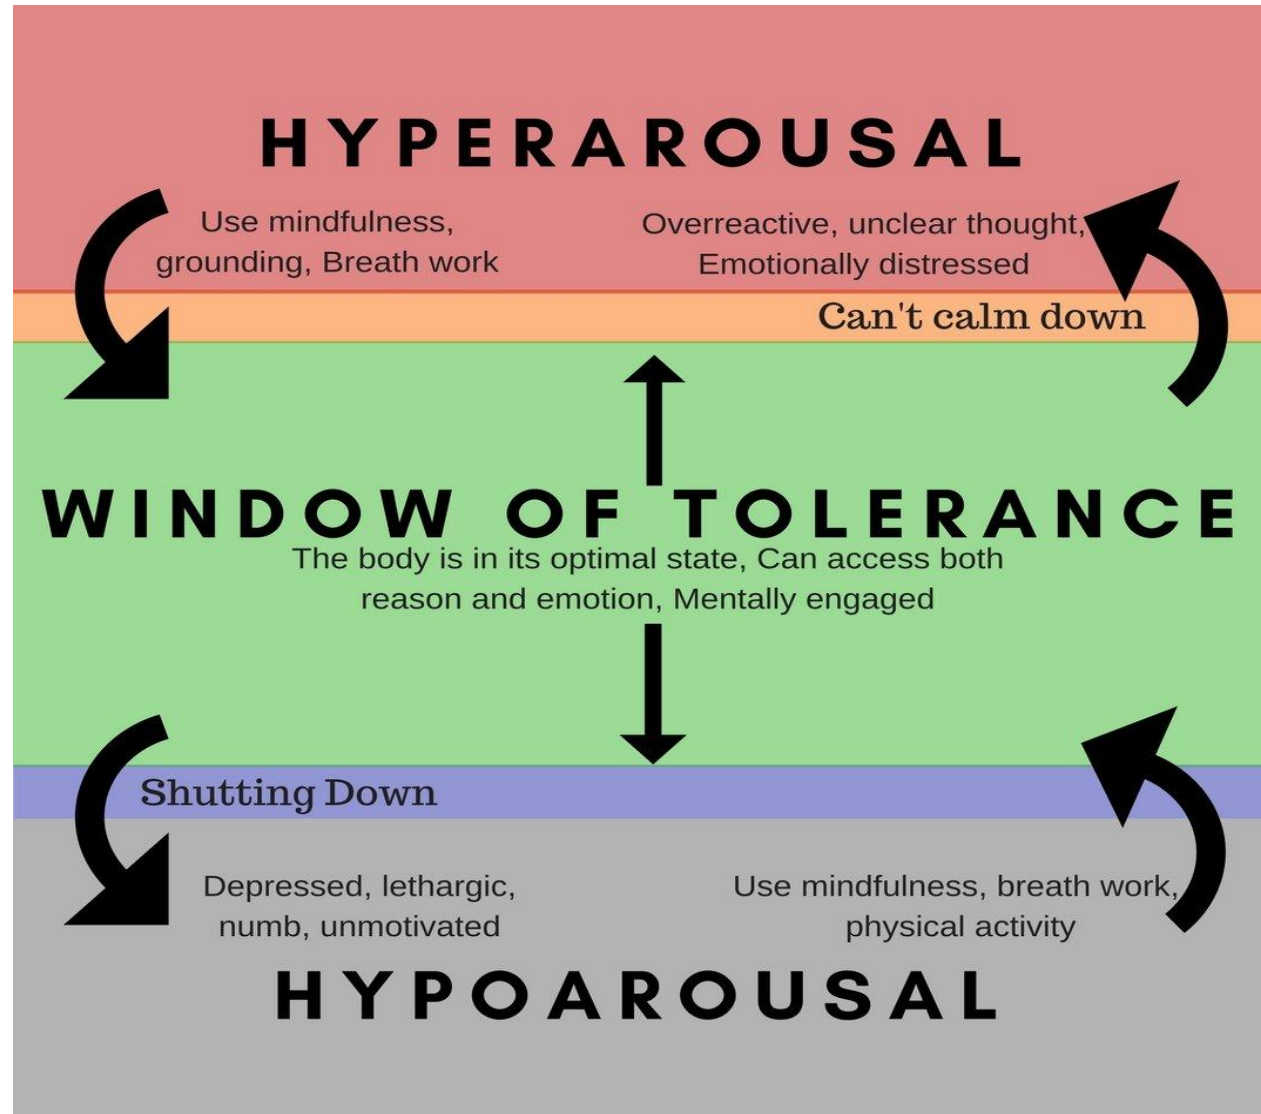 HYPERAROUSAL
Use mindfulness,
grounding, Breath work
Overreactive, unclear thought,
Emotionally distressed
Can't calm down
WINDOW OF TOLERANCE
The body is in its optimal state, Can access both
reason and emotion, Mentally engaged
Shutting Down
Depressed, lethargic,
numb, unmotivated
Use mindfulness, breath work,
physical activity
HYPOAROUSAL